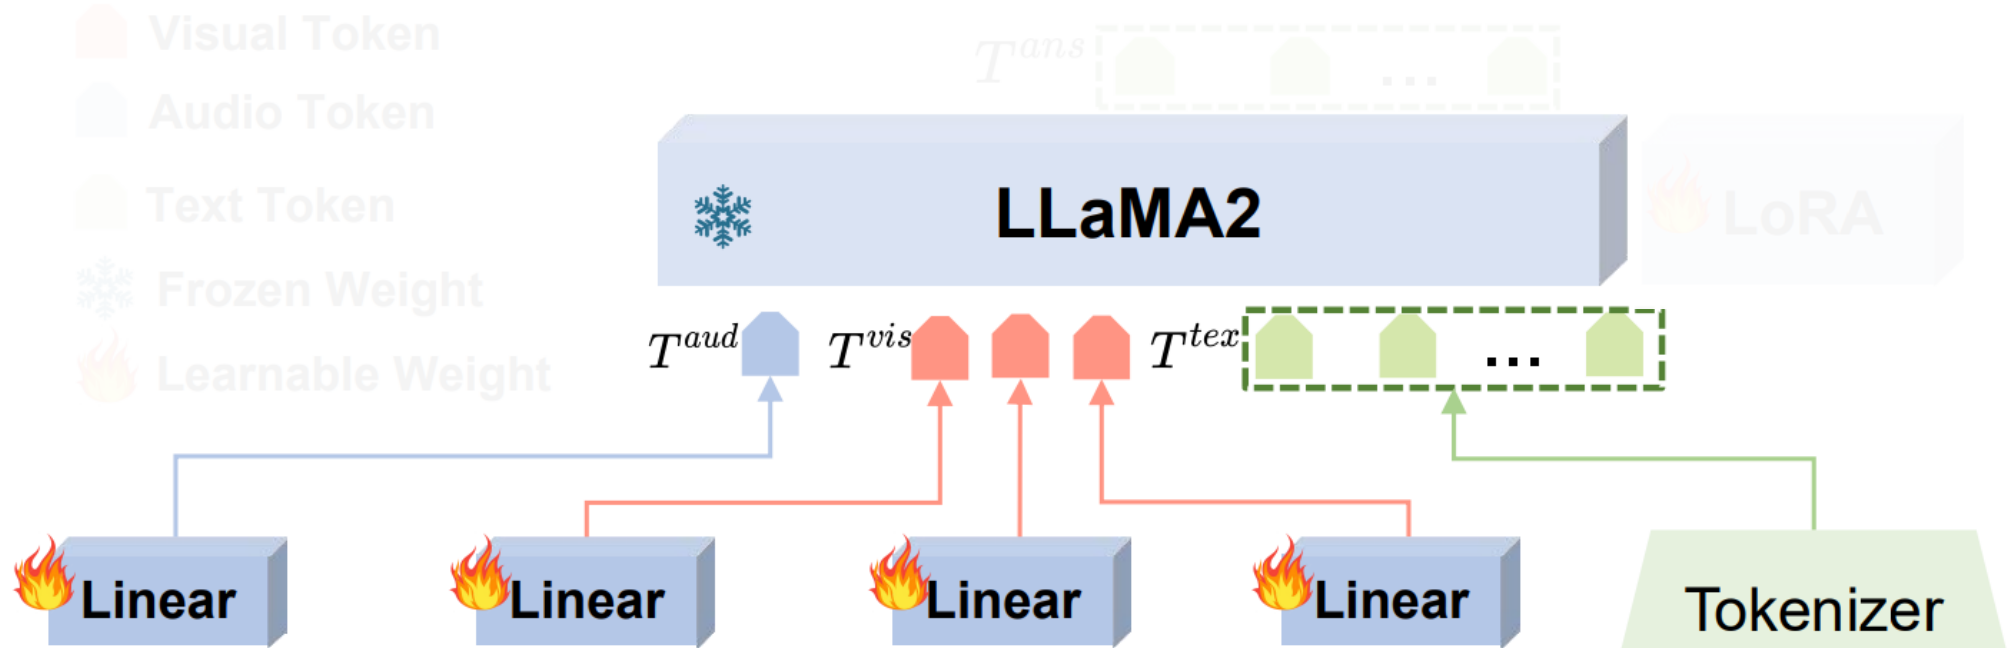 Visual Token
Audio Token
Text Token
Frozen Weight
Learnable Weight
T^{ans} ...
LLaMA2
LoRA
T^{aud} T^{vis} T^{tex} ...
Linear Linear Linear Linear Tokenizer